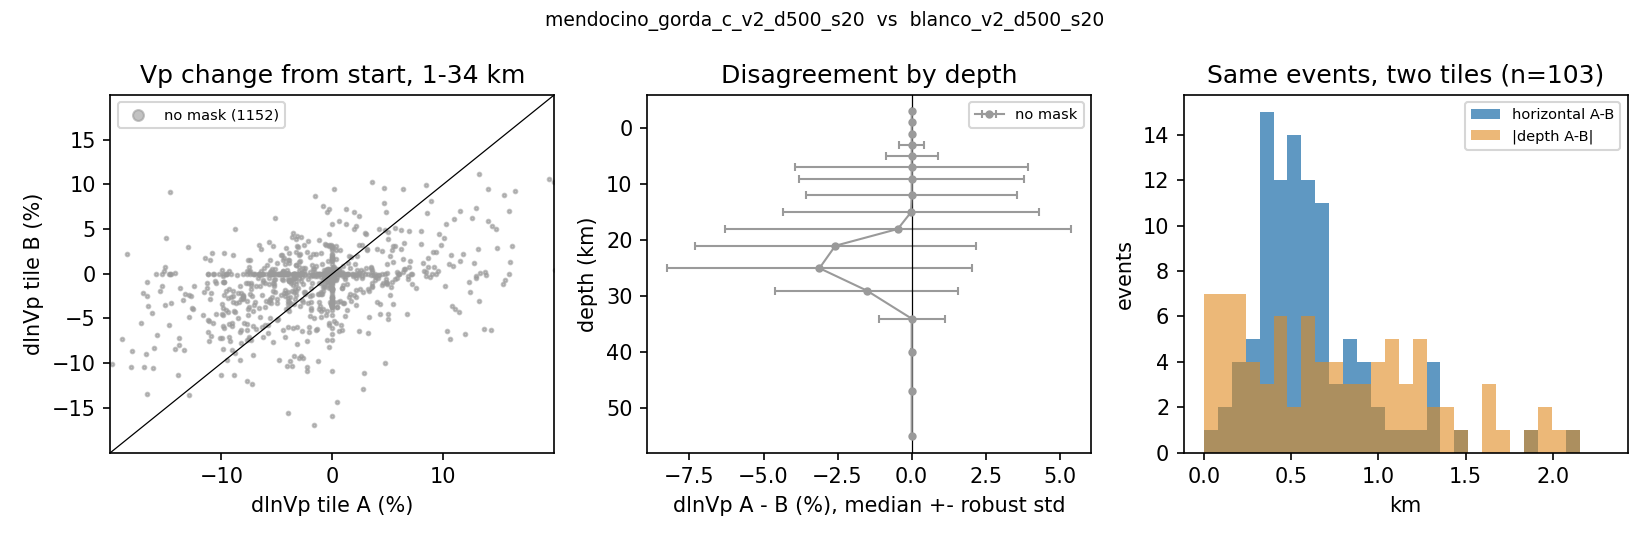 mendocino_gorda_c_v2_d500_s20  vs  blanco_v2_d500_s20
Vp change from start, 1-34 km
no mask (1152)
15
10
5
0
−5
−10
−15
dlnVp tile B (%)
−10
0
10
dlnVp tile A (%)
Disagreement by depth
no mask
0
10
20
30
40
50
depth (km)
−7.5
−5.0
−2.5
0.0
2.5
5.0
dlnVp A - B (%), median +- robust std
Same events, two tiles (n=103)
horizontal A-B
|depth A-B|
14
12
10
8
6
4
2
0
events
0.0
0.5
1.0
1.5
2.0
km